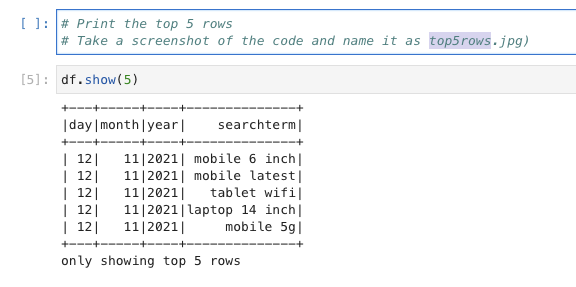 [ ]: # Print the top 5 rows
# Take a screenshot of the code and name it as top5rows.jpg)
[5]: df.show(5)
+---+-----+----+--------------+
|day|month|year|    searchterm|
+---+-----+----+--------------+
| 12|   11|2021| mobile 6 inch|
| 12|   11|2021| mobile latest|
| 12|   11|2021|   tablet wifi|
| 12|   11|2021|laptop 14 inch|
| 12|   11|2021|     mobile 5g|
+---+-----+----+--------------+
only showing top 5 rows